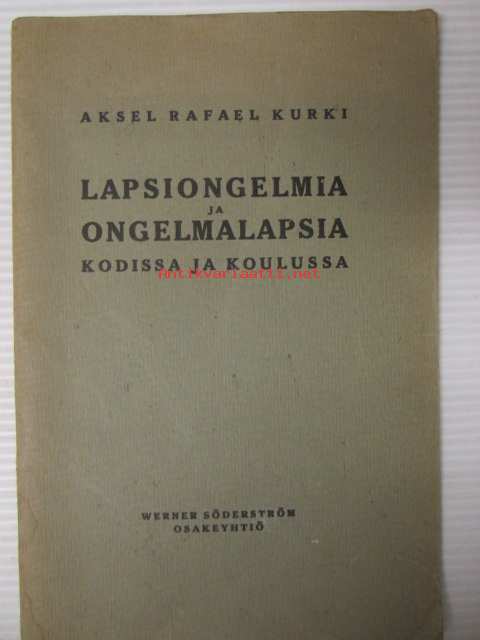 AKSEL RAFAEL KURKI
LAPSIONGELMIA
JA
ONGELMALAPSIA
KODISSA JA KOULUSSA
Antikvariaatti.net
WERNER SÖDERSTRÖM
OSAKEYHTIÖ